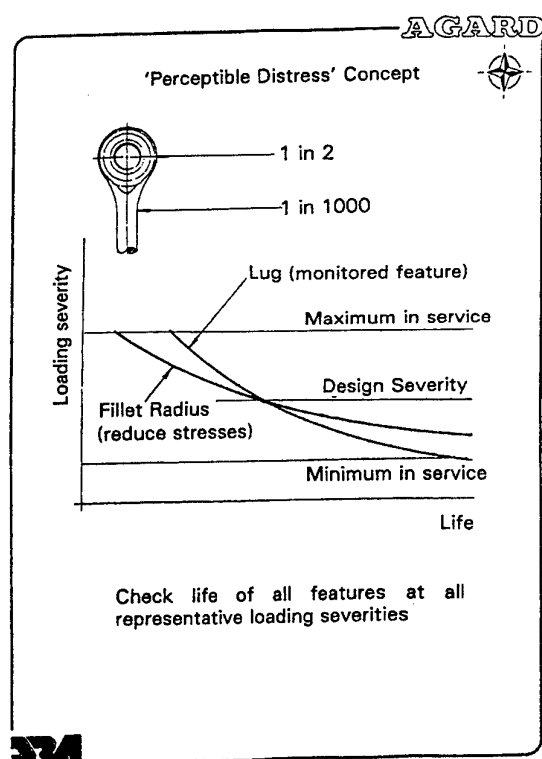 AGARD
'Perceptible Distress' Concept
1 in 2
1 in 1000
Lug (monitored feature)
Maximum in service
Loading severity
Design Severity
Fillet Radius
(reduce stresses)
Minimum in service
Life
Check life of all features at all
representative loading severities